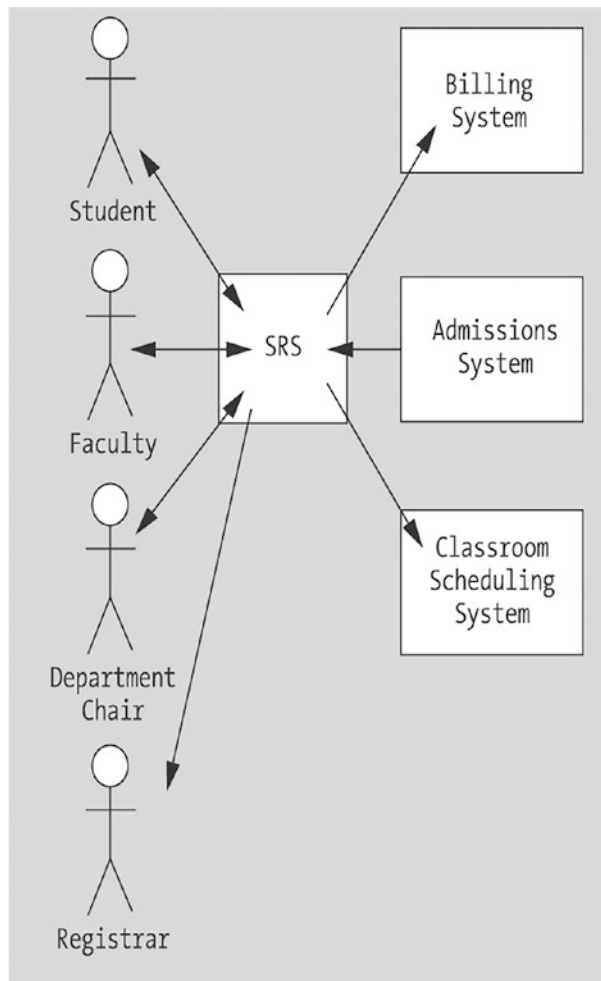 Student
Faculty
Department
Chair
Registrar
SRS
Billing
System
Admissions
System
Classroom
Scheduling
System